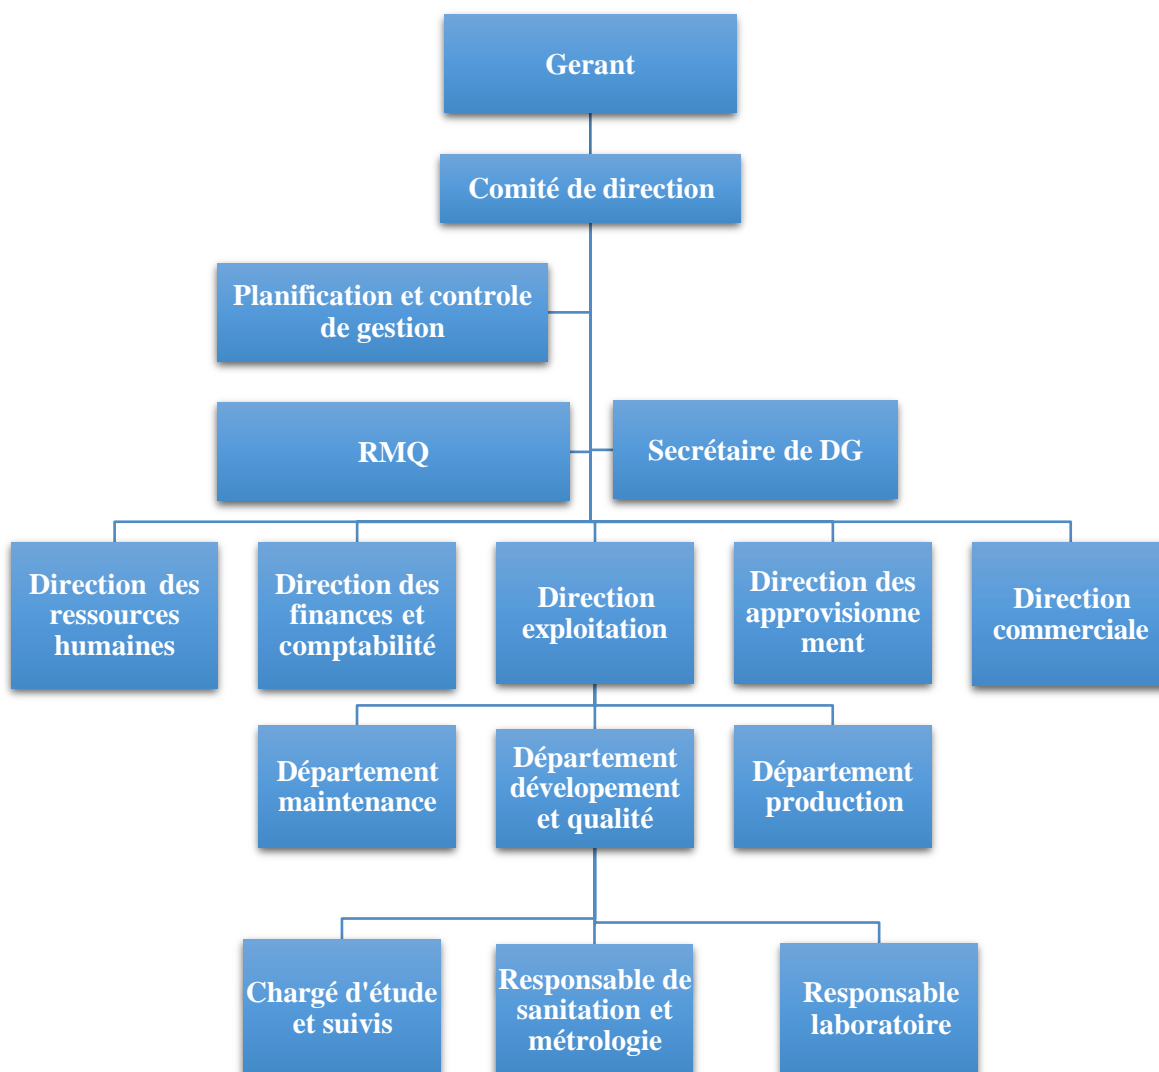 Gerant
Comité de direction
Planification et controle
de gestion
RMQ
Secrétaire de DG
Direction des
ressources
humaines
Direction des
finances et
comptabilité
Direction
exploitation
Direction des
approvisionne
ment
Direction
commerciale
Département
maintenance
Département
dévelopement
et qualité
Département
production
Chargé d'étude
et suivis
Responsable de
sanitation et
métrologie
Responsable
laboratoire